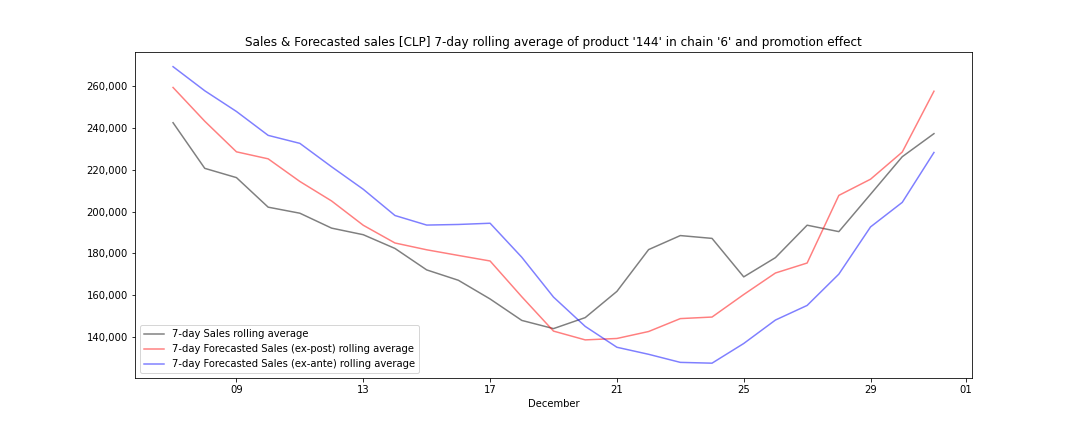 Sales & Forecasted sales [CLP] 7-day rolling average of product '144' in chain '6' and promotion effect
260,000
240,000
220,000
200,000
180,000
160,000
140,000
7-day Sales rolling average
7-day Forecasted Sales (ex-post) rolling average
7-day Forecasted Sales (ex-ante) rolling average
09 13 17 21 25 29 01
December